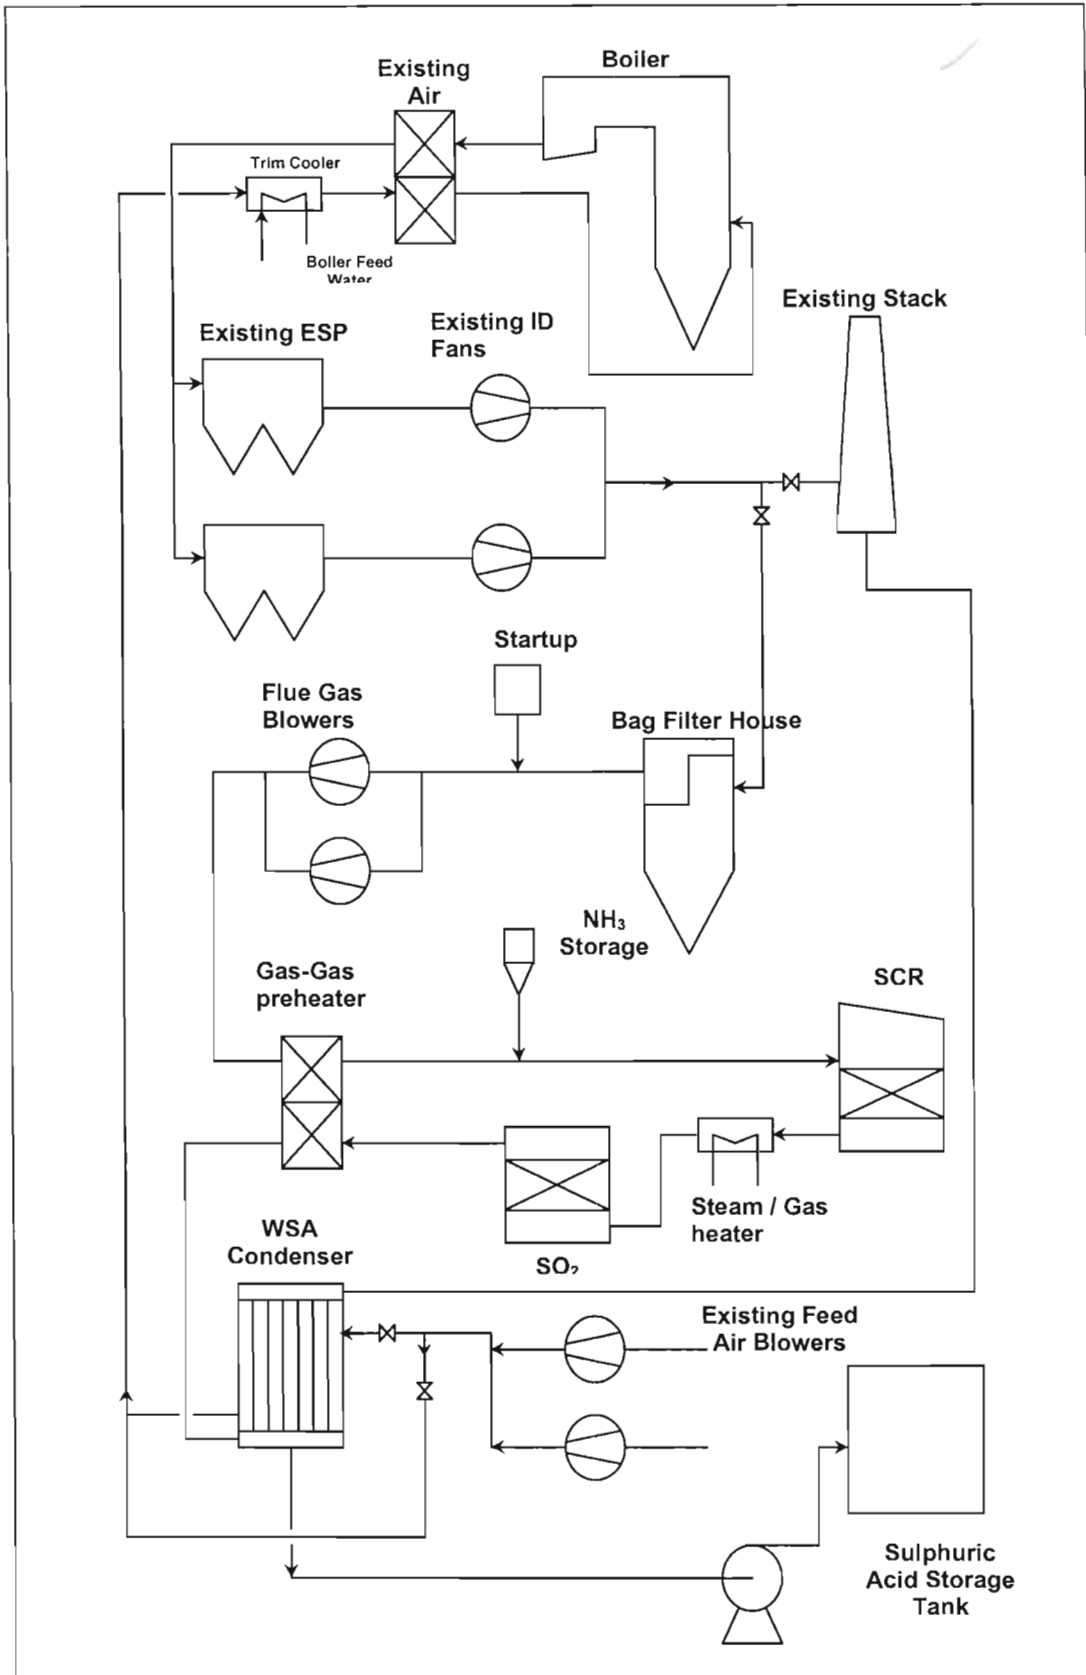 Boiler
Existing
Air
Trim Cooler
Boller Feed
Water
Existing Stack
Existing ID
Fans
Existing ESP
Startup
Flue Gas
Blowers
Bag Filter House
NH₃
Storage
Gas-Gas
preheater
SCR
Steam / Gas
heater
WSA
Condenser
SO₂
Existing Feed
Air Blowers
Sulphuric
Acid Storage
Tank